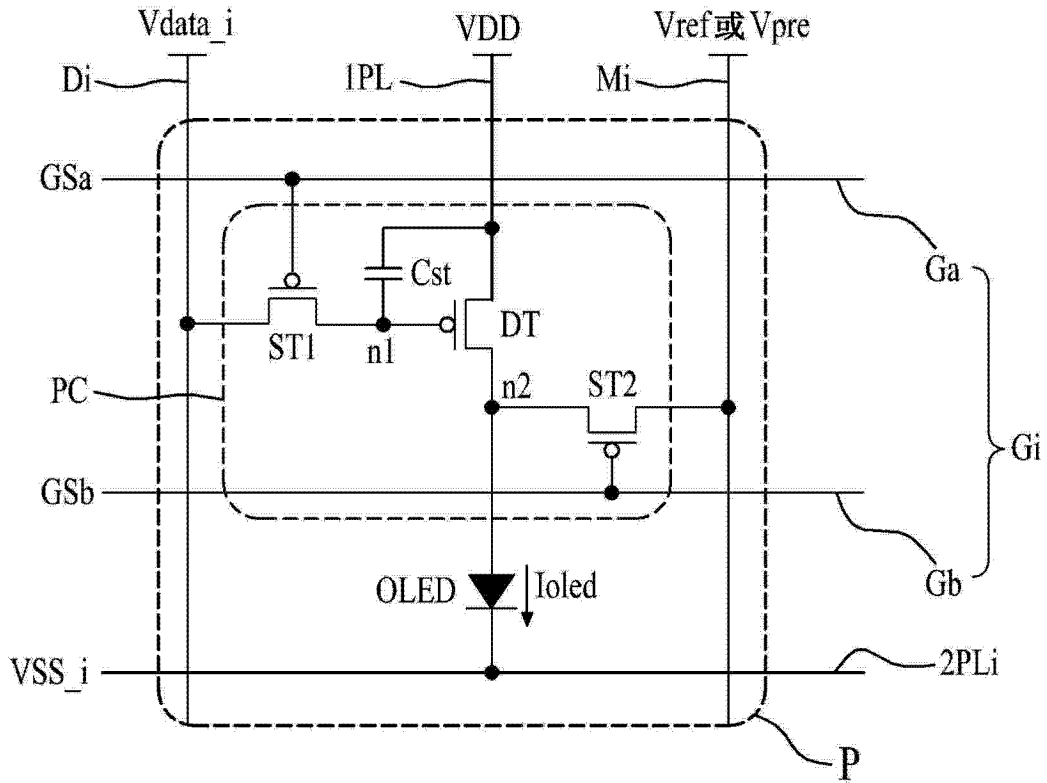 Vdata_i
VDD
Vref或Vpre
Di
1PL
Mi
GSa
Ga
Cst
DT
ST1
n1
n2
ST2
PC
Gi
GSb
Gb
OLED
Ioled
VSS_i
2PLi
P